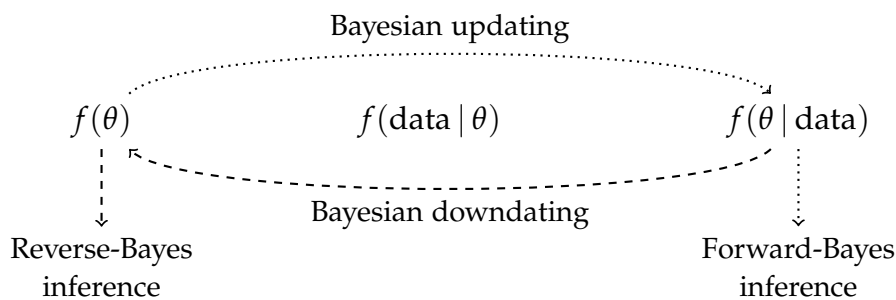 Bayesian updating
f(θ) f(data | θ) f(θ | data)
Bayesian downdating
Reverse-Bayes Forward-Bayes
inference inference